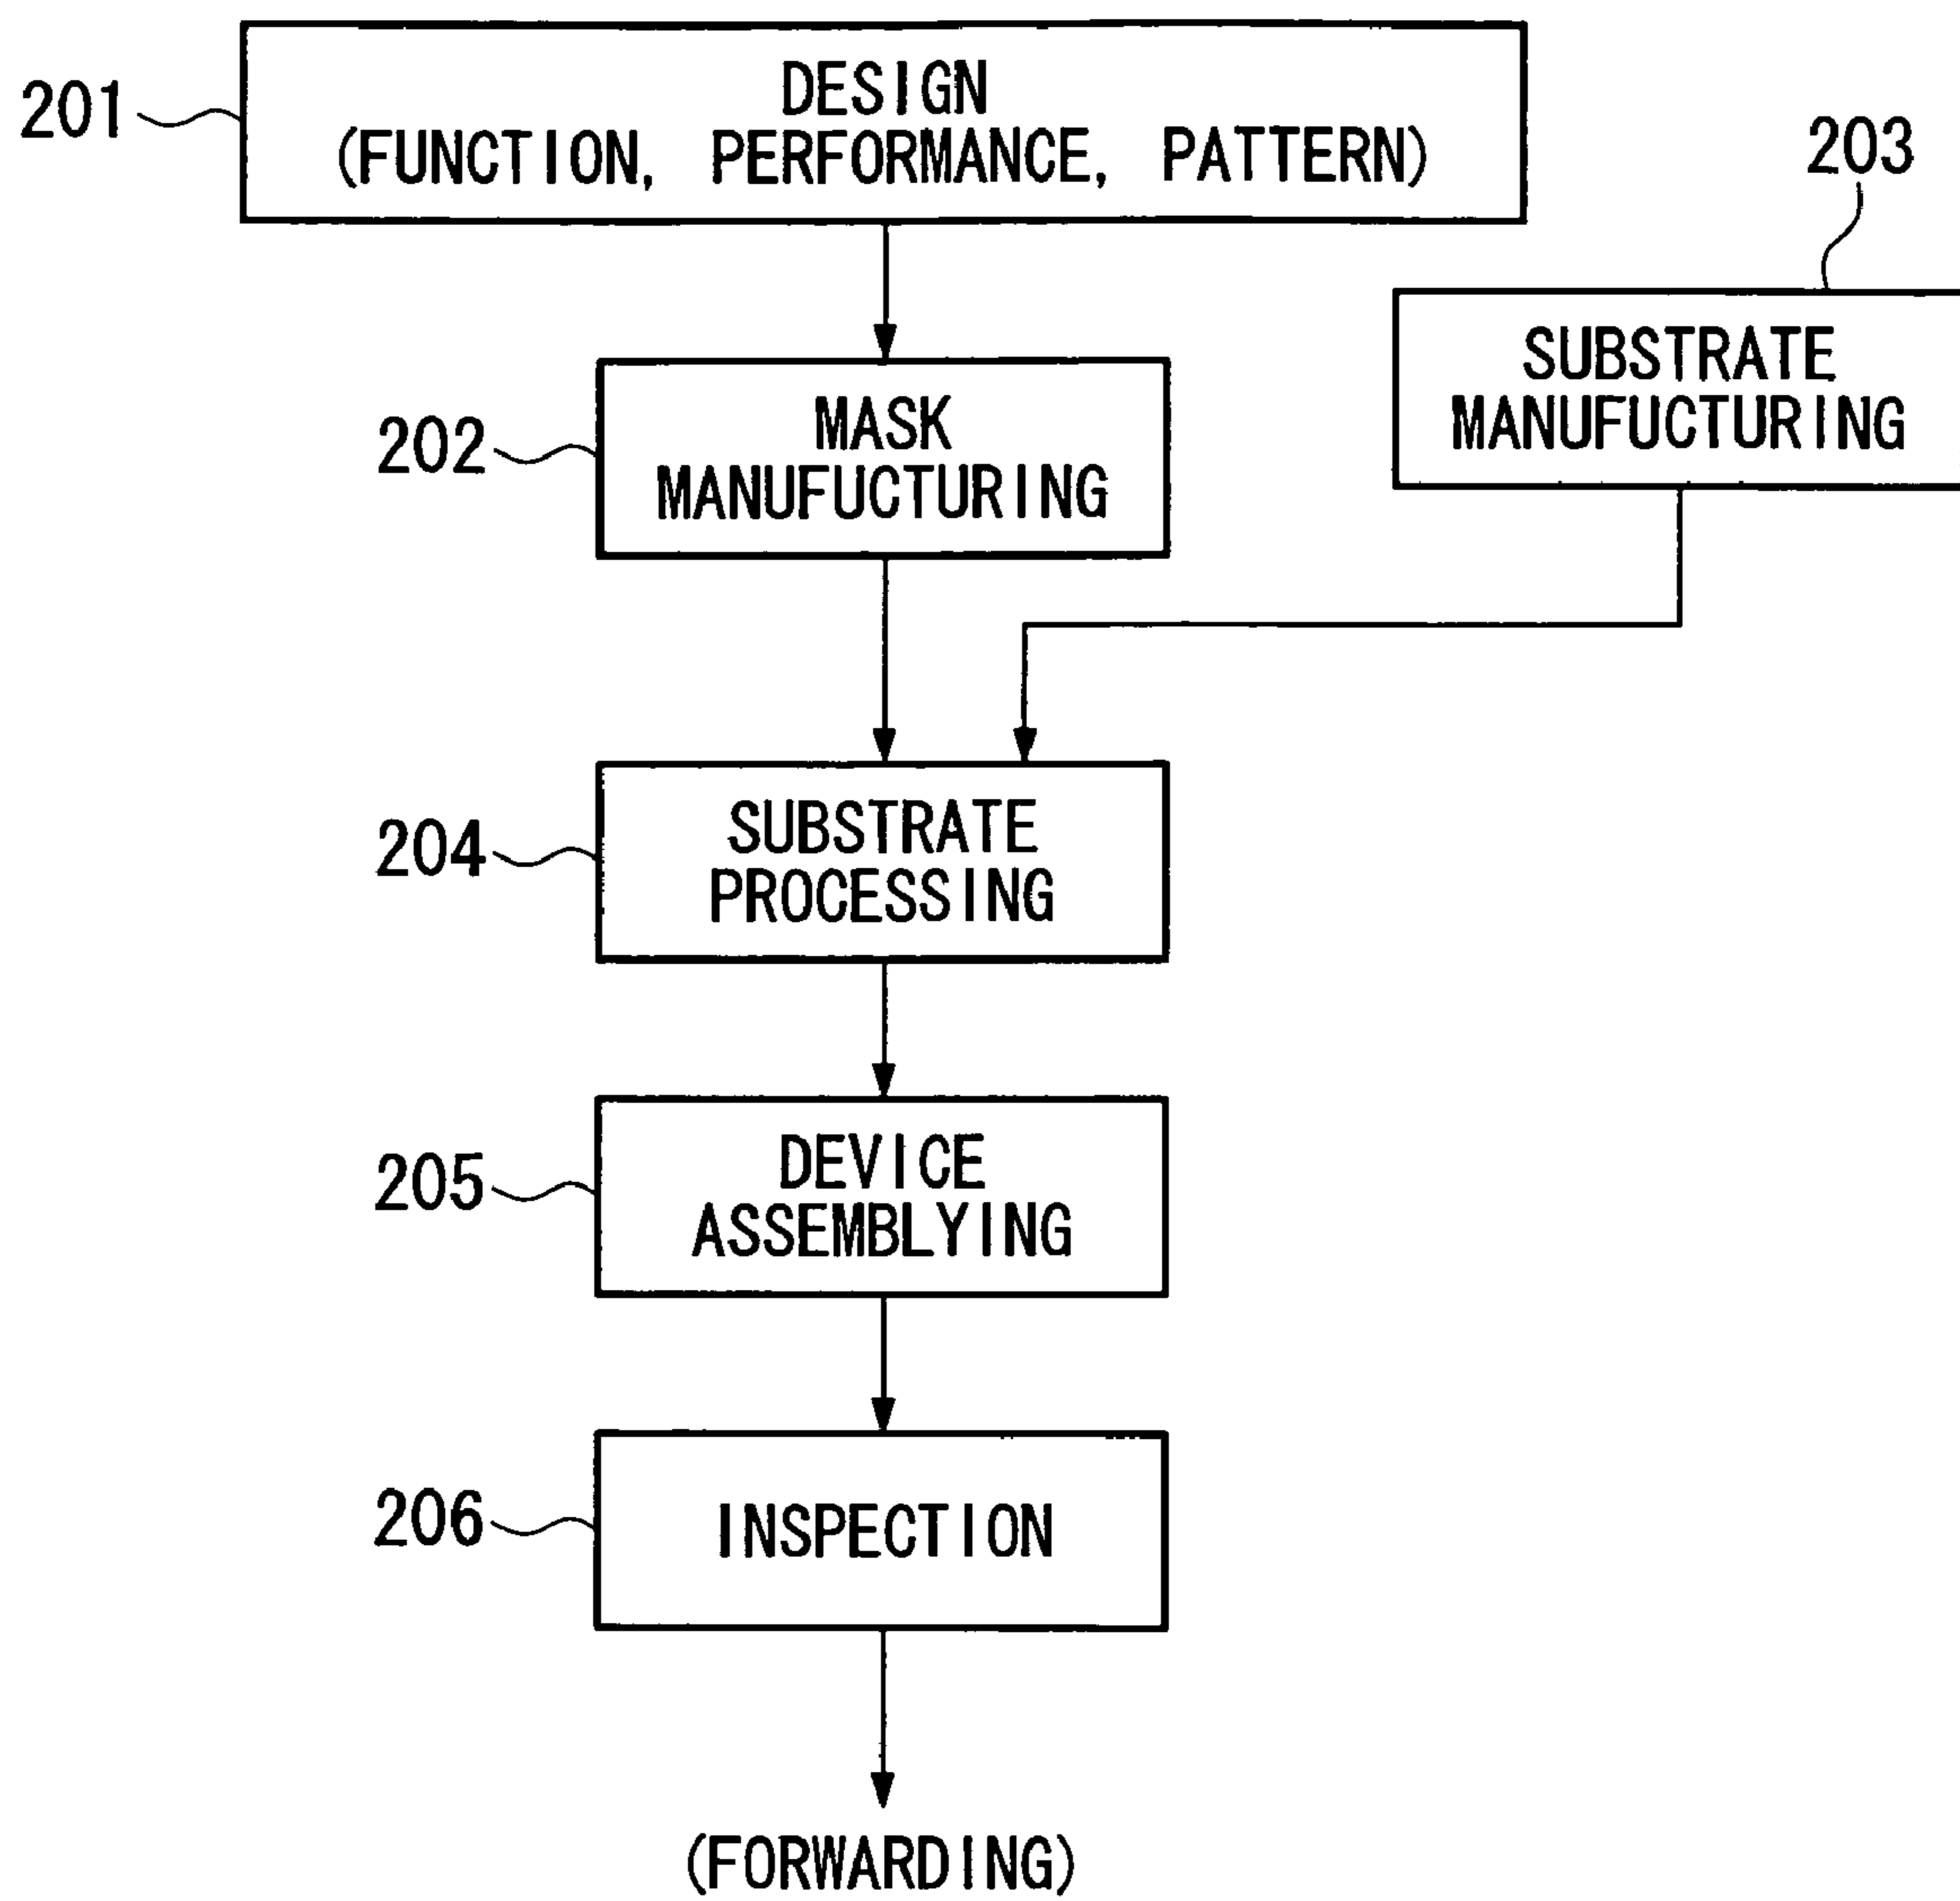 201
DESIGN
(FUNCTION, PERFORMANCE, PATTERN)
203
SUBSTRATE
MANUFUCTURING
202
MASK
MANUFUCTURING
204
SUBSTRATE
PROCESSING
205
DEVICE
ASSEMBLYING
206
INSPECTION
(FORWARDING)